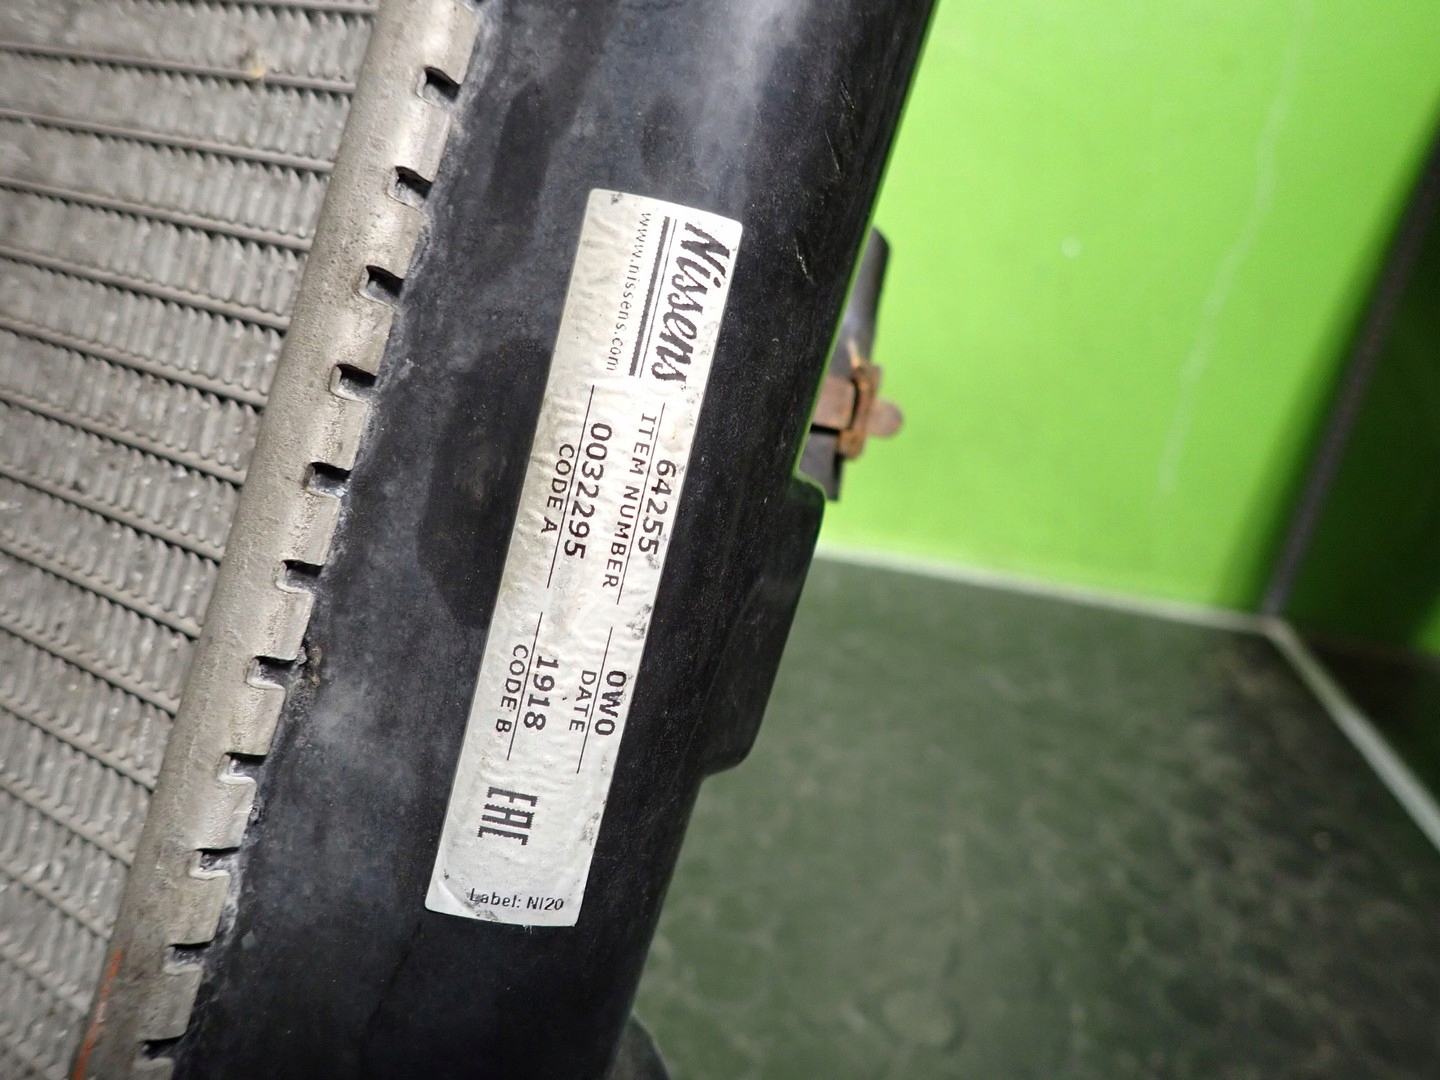 Nissens
www.nissens.com
64255
ITEM NUMBER
0032295
CODE A
0W0
DATE
1918
CODE B
EAC
Label: NI20